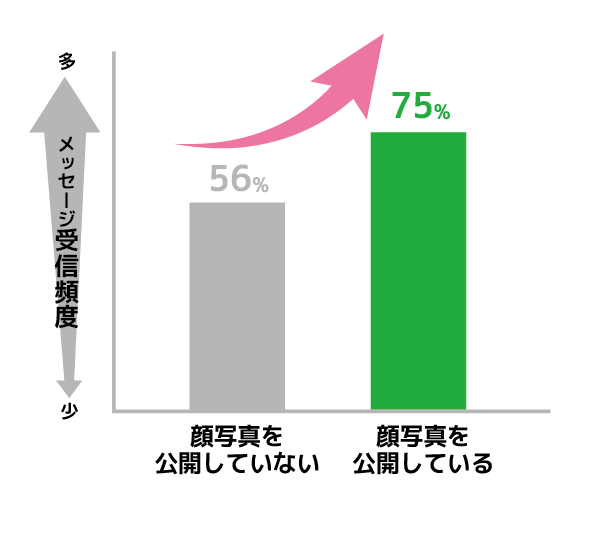 多
メッセージ受信頻度
少
56%
75%
顔写真を
公開していない
顔写真を
公開している